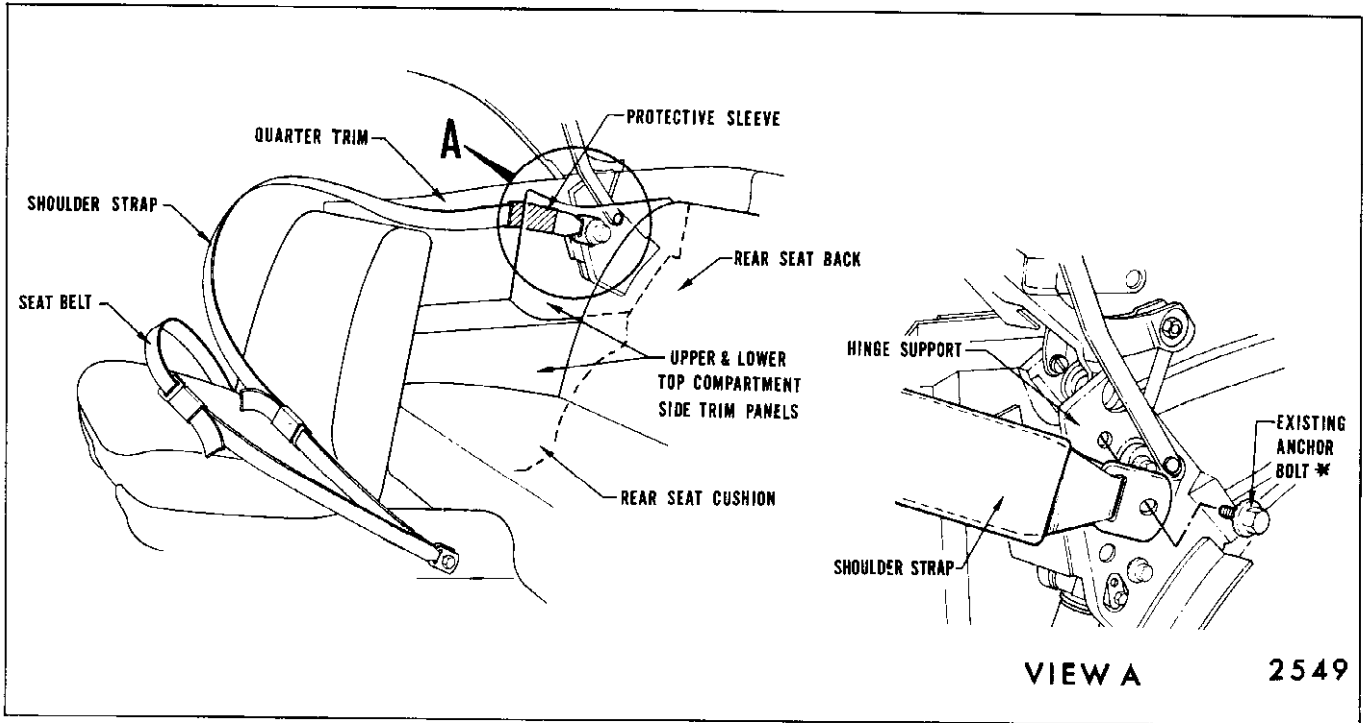 PROTECTIVE SLEEVE
QUARTER TRIM
A
SHOULDER STRAP
REAR SEAT BACK
SEAT BELT
UPPER & LOWER
TOP COMPARTMENT
SIDE TRIM PANELS
REAR SEAT CUSHION
HINGE SUPPORT
EXISTING
ANCHOR
BOLT *
SHOULDER STRAP
VIEW A
2549